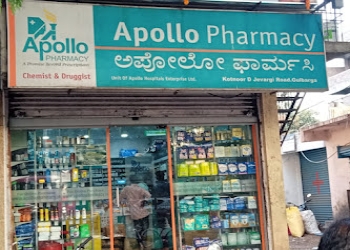 Apollo
PHARMACY
Chemist & Druggist
Apollo Pharmacy
ಅಪೋಲೋ ಫಾರ್ಮಸಿ
Unit Of Apollo Hospitals Enterprise Ltd.
Kotnoor D Jevargi Road.Gulbarga